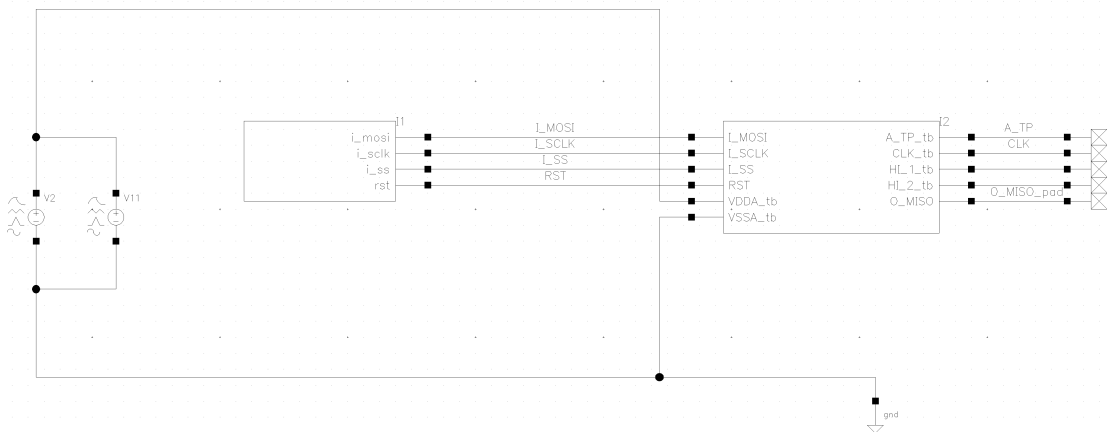 I1
I_MOSI
I2
i_mosi
I_MOSI
A_TP_tb
A_TP
I_SCLK
i_sclk
I_SCLK
CLK_tb
CLK
I_SS
i_ss
I_SS
HI_1_tb
RST
rst
RST
HI_2_tb
O_MISO_pad
V2
V11
VDDA_tb
O_MISO
VSSA_tb
gnd